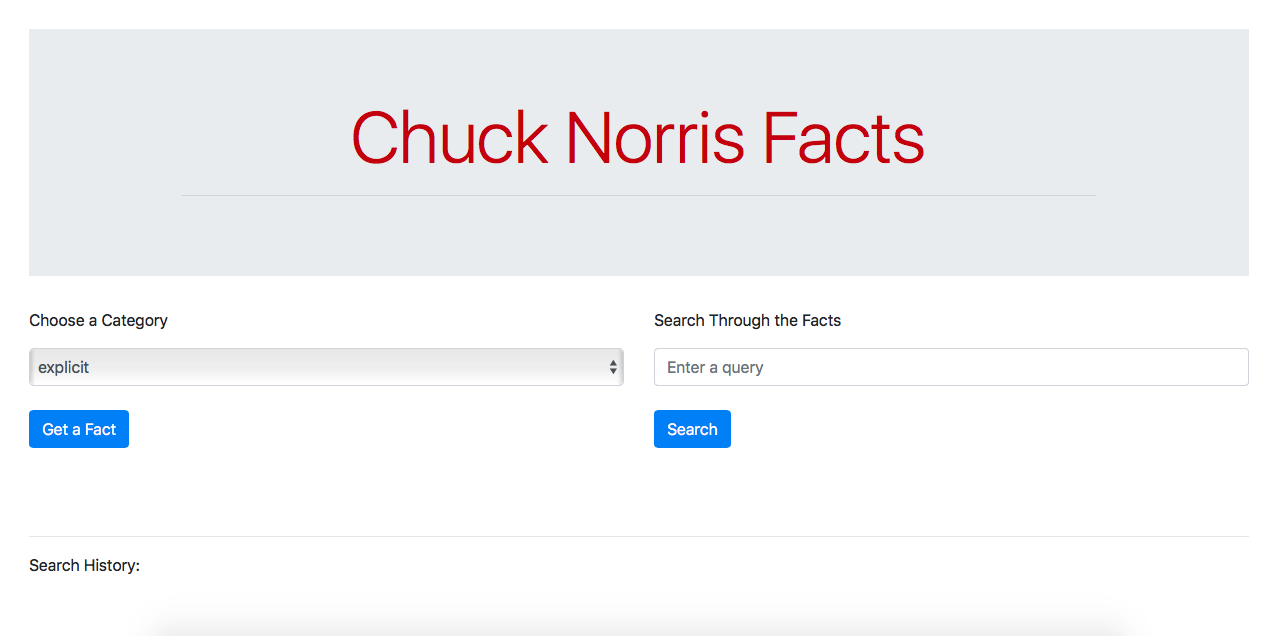 Chuck Norris Facts
Choose a Category
explicit
Get a Fact
Search Through the Facts
Enter a query
Search
Search History: